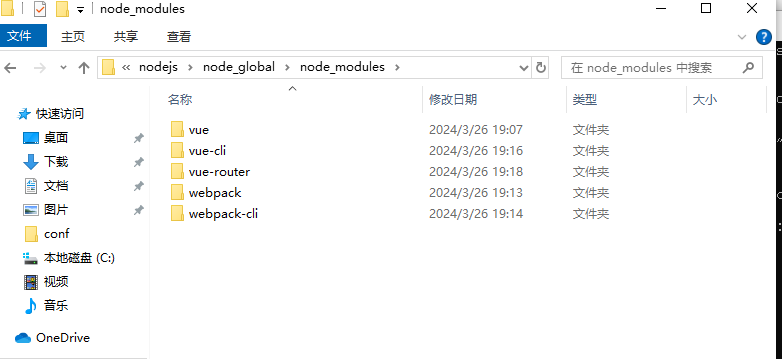 node_modules
文件 主页 共享 查看
« nodejs > node_global > node_modules > 在 node_modules 中搜索
名称 修改日期 类型 大小
快速访问
桌面
下载
文档
图片
conf
本地磁盘 (C:)
视频
音乐
OneDrive
vue 2024/3/26 19:07 文件夹
vue-cli 2024/3/26 19:16 文件夹
vue-router 2024/3/26 19:18 文件夹
webpack 2024/3/26 19:13 文件夹
webpack-cli 2024/3/26 19:14 文件夹